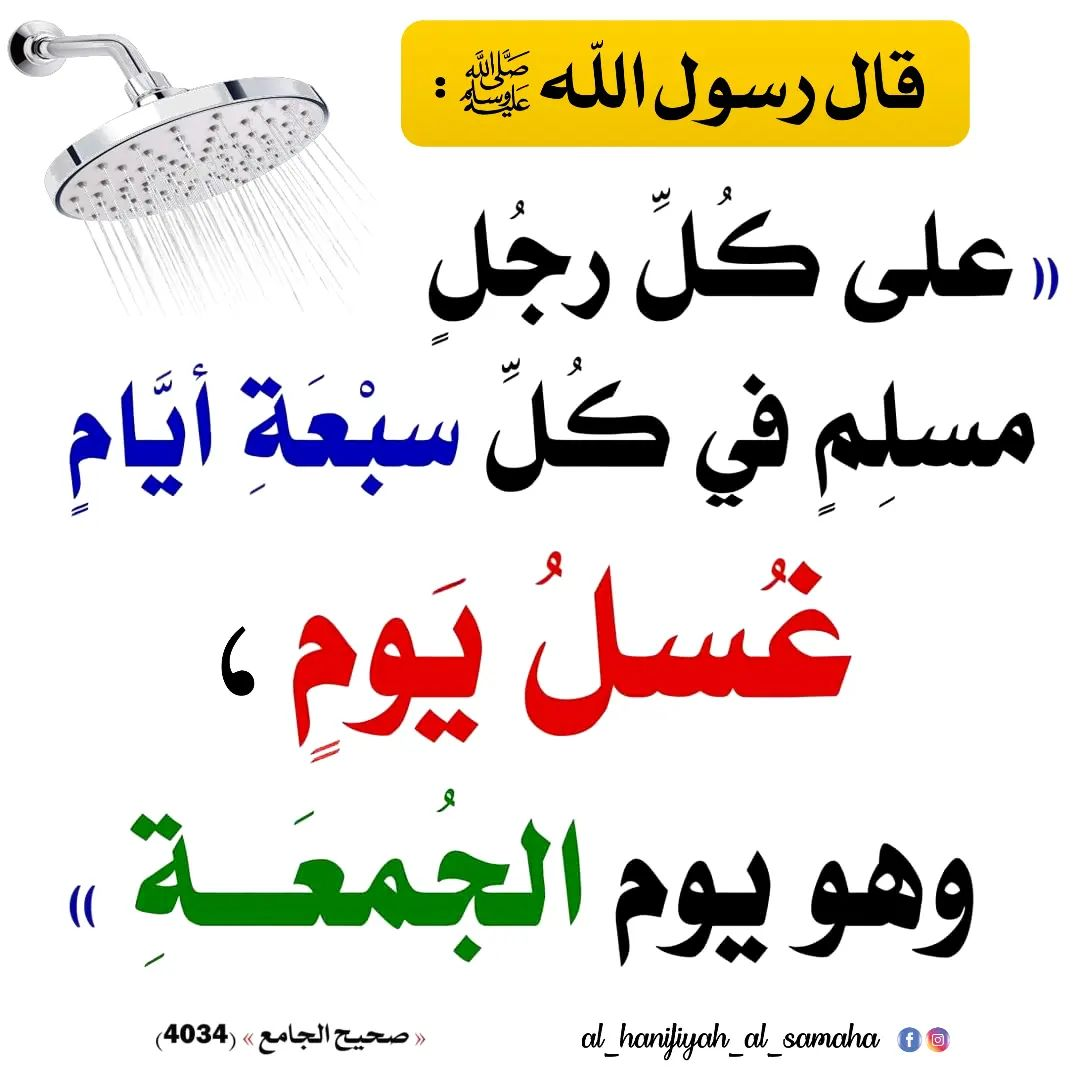 قال رسول الله ﷺ :
(( على كُلِّ رجُلٍ
مسلِمٍ في كُلِّ سبْعَةِ أيَّامٍ
غُسلُ يَومٍ ،
وهو يوم الجُمعَـــةِ ))
« صحيح الجامع » (4034)
al_hanifiyah_al_samaha